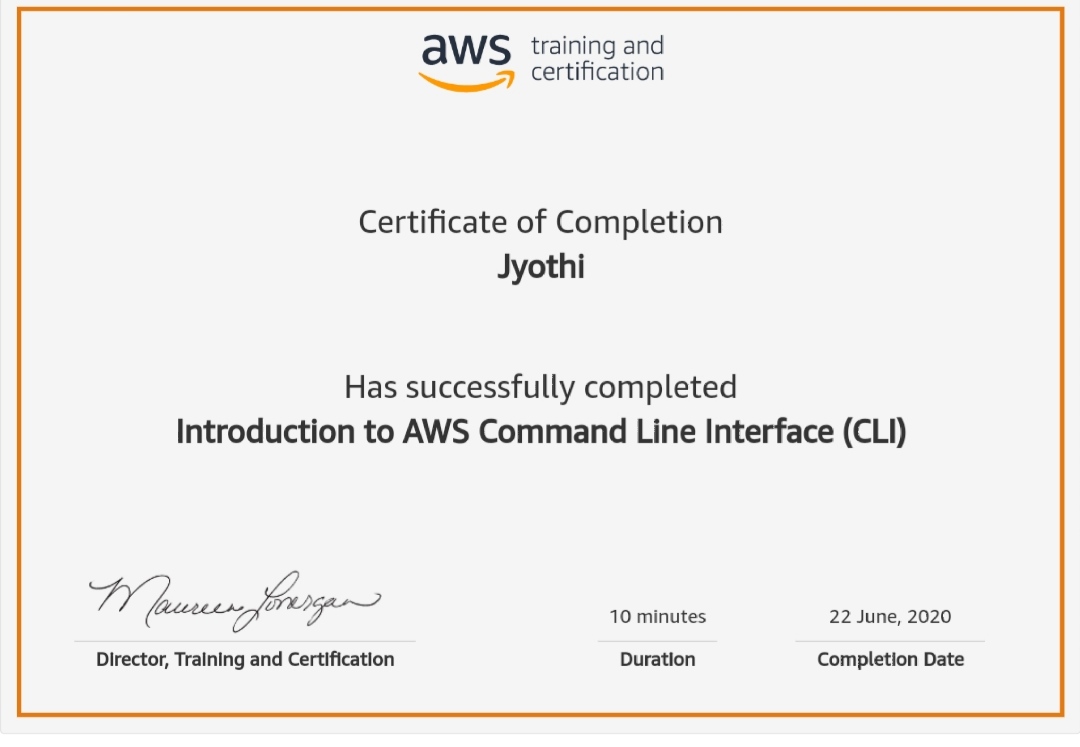 aws training and
certification
Certificate of Completion
Jyothi
Has successfully completed
Introduction to AWS Command Line Interface (CLI)
Maureen Lonergan
10 minutes
22 June, 2020
Director, Training and Certification
Duration
Completion Date